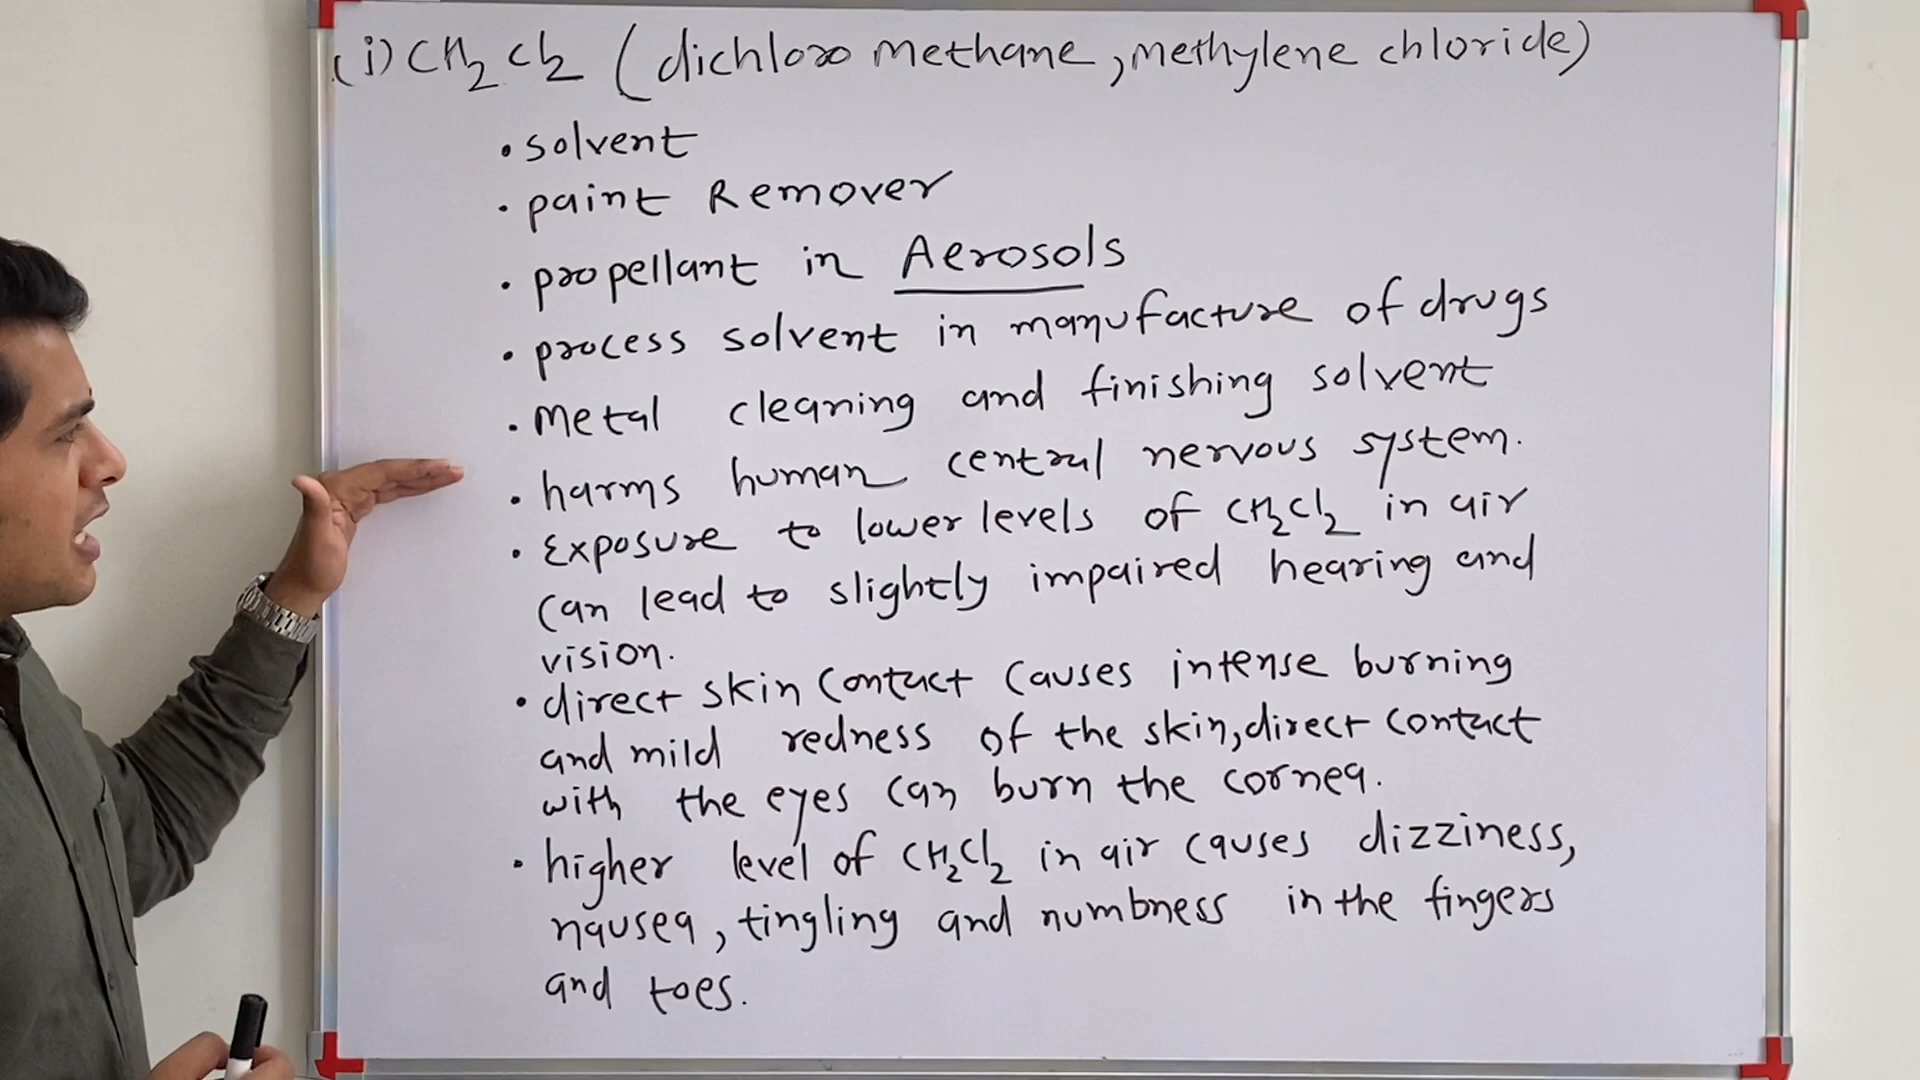 (i) CH₂Cl₂ (dichloro methane, methylene chloride)
• solvent
• paint Remover
• propellant in Aerosols
• process solvent in manufacture of drugs
• Metal cleaning and finishing solvent
• harms human central nervous system.
• Exposure to lower levels of CH₂Cl₂ in air
can lead to slightly impaired hearing and
vision.
• direct skin contact causes intense burning
and mild redness of the skin, direct contact
with the eyes can burn the cornea.
• higher level of CH₂Cl₂ in air causes dizziness,
nausea, tingling and numbness in the fingers
and toes.